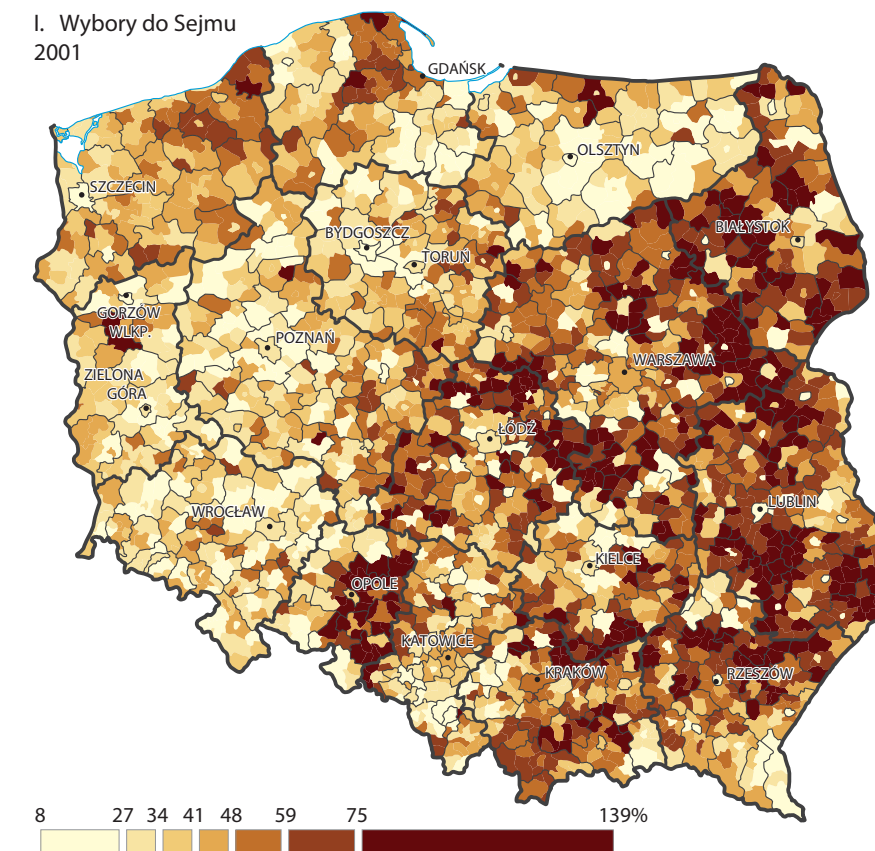 I. Wybory do Sejmu
2001
GDAŃSK
OLSZTYN
SZCZECIN
BIAŁYSTOK
BYDGOSZCZ
TORUŃ
GORZÓW
WLKP.
POZNAŃ
WARSZAWA
ZIELONA
GÓRA
ŁÓDŹ
LUBLIN
WROCŁAW
KIELCE
OPOLE
KATOWICE
KRAKÓW
RZESZÓW
8 27 34 41 48 59 75 139%